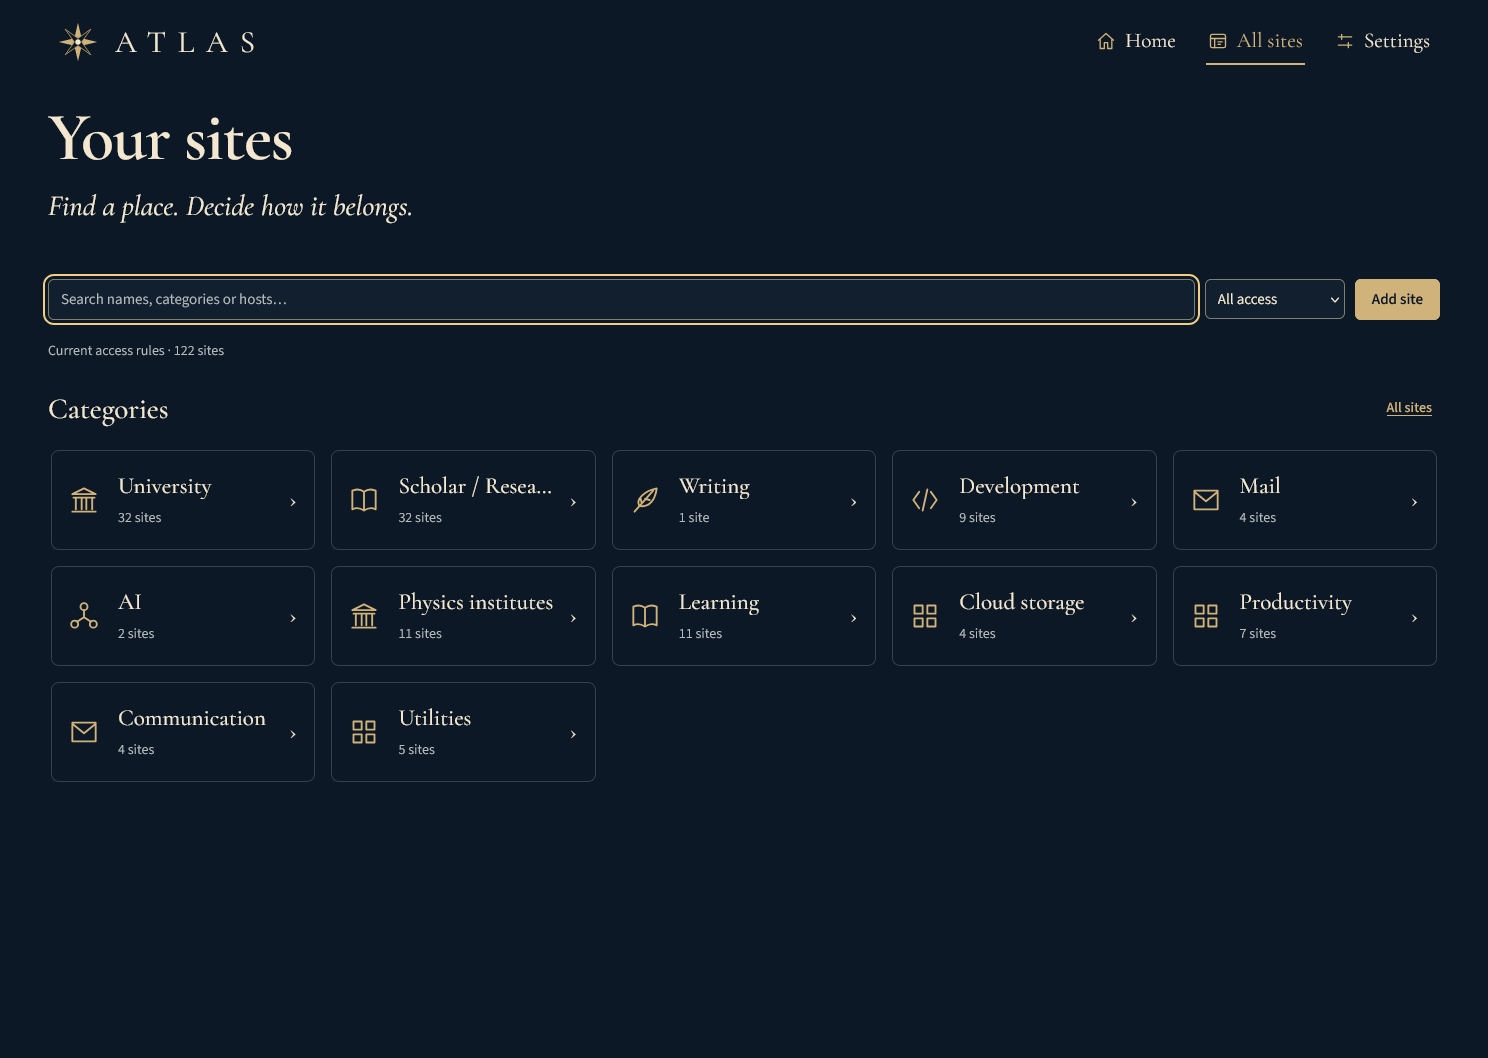 ATLAS
Home
All sites
Settings
Your sites
Find a place. Decide how it belongs.
Search names, categories or hosts…
All access
Add site
Current access rules · 122 sites
Categories
All sites
University
32 sites
Scholar / Resea…
32 sites
Writing
1 site
Development
9 sites
Mail
4 sites
AI
2 sites
Physics institutes
11 sites
Learning
11 sites
Cloud storage
4 sites
Productivity
7 sites
Communication
4 sites
Utilities
5 sites